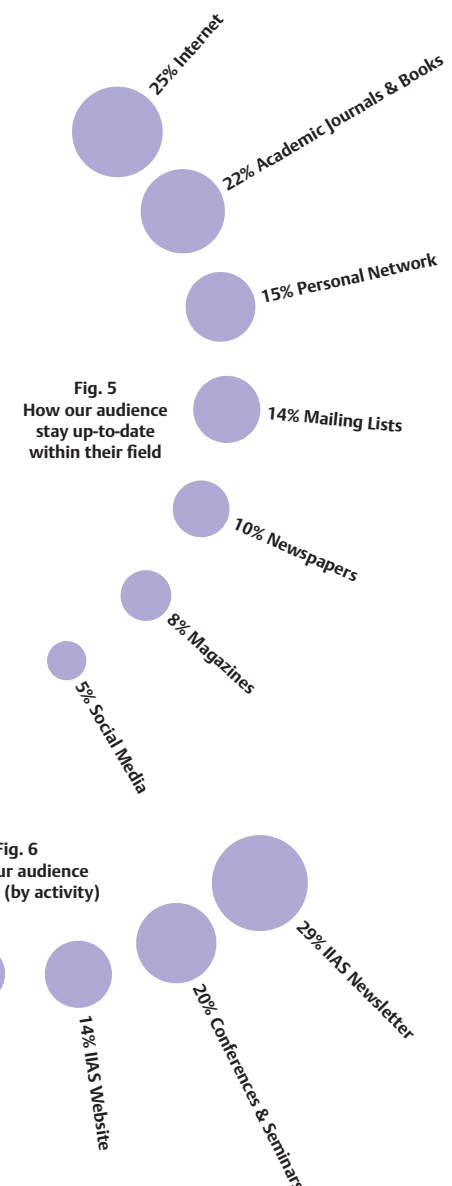 25% Internet
22% Academic Journals & Books
15% Personal Network
Fig. 5
How our audience
stay up-to-date
within their field
14% Mailing Lists
10% Newspapers
8% Magazines
5% Social Media
Fig. 6
audience
(by activity)
29% IIAS Newsletter
20% Conferences & Seminars
14% IIAS Website